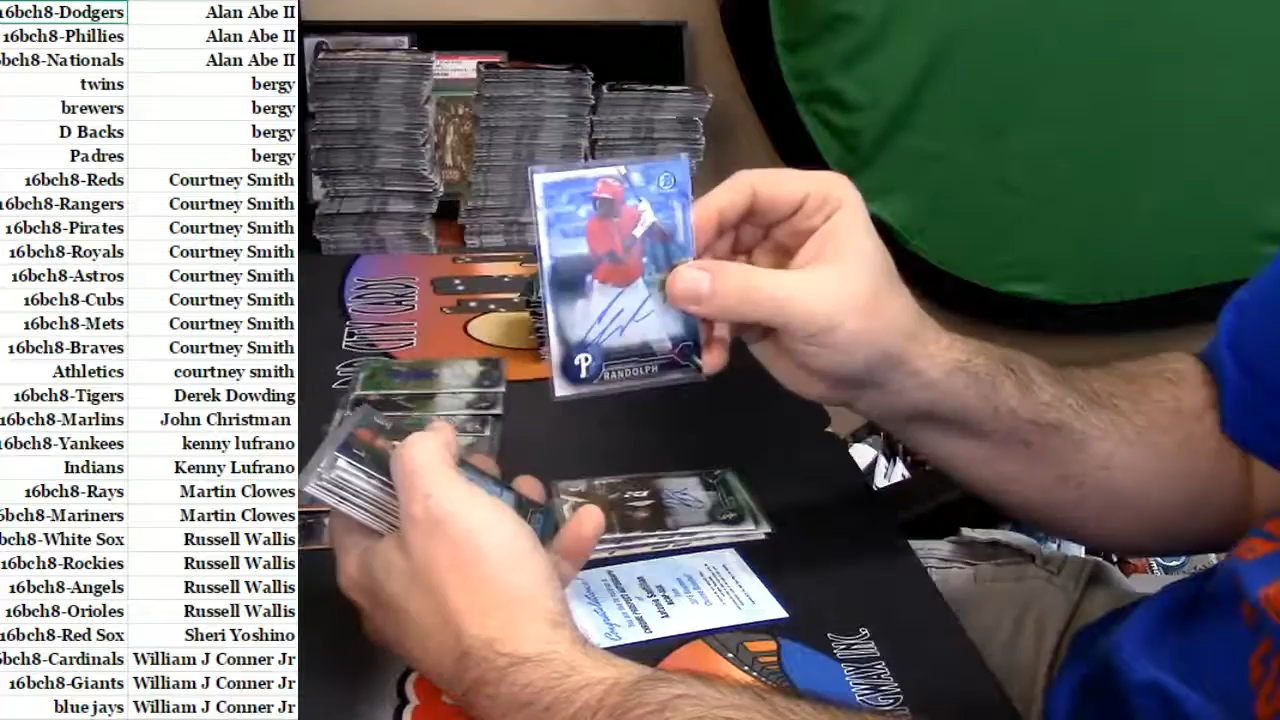 16bch8-Dodgers Alan Abe II
16bch8-Phillies Alan Abe II
bch8-Nationals Alan Abe II
twins bergy
brewers bergy
D Backs bergy
Padres bergy
16bch8-Reds Courtney Smith
16bch8-Rangers Courtney Smith
16bch8-Pirates Courtney Smith
16bch8-Royals Courtney Smith
16bch8-Astros Courtney Smith
16bch8-Cubs Courtney Smith
16bch8-Mets Courtney Smith
16bch8-Braves Courtney Smith
Athletics courtney smith
16bch8-Tigers Derek Dowding
16bch8-Marlins John Christman
16bch8-Yankees kenny lufrano
Indians Kenny Lufrano
16bch8-Rays Martin Clowes
6bch8-Mariners Martin Clowes
bch8-White Sox Russell Wallis
16bch8-Rockies Russell Wallis
16bch8-Angels Russell Wallis
16bch8-Orioles Russell Wallis
16bch8-Red Sox Sheri Yoshino
6bch8-Cardinals William J Conner Jr
16bch8-Giants William J Conner Jr
blue jays William J Conner Jr
P RANDOLPH
CITY CARDS
WAX INC.